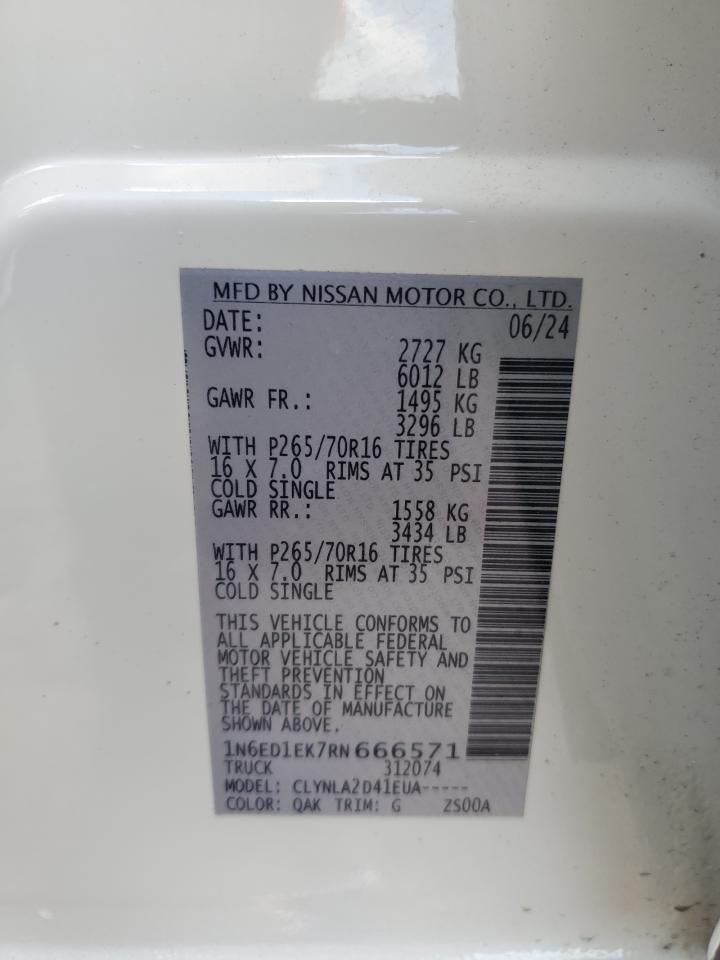 MFD BY NISSAN MOTOR CO., LTD.
DATE: 06/24
GVWR: 2727 KG
6012 LB
GAWR FR.: 1495 KG
3296 LB
WITH P265/70R16 TIRES
16 X 7.0 RIMS AT 35 PSI
COLD SINGLE
GAWR RR.: 1558 KG
3434 LB
WITH P265/70R16 TIRES
16 X 7.0 RIMS AT 35 PSI
COLD SINGLE
THIS VEHICLE CONFORMS TO
ALL APPLICABLE FEDERAL
MOTOR VEHICLE SAFETY AND
THEFT PREVENTION
STANDARDS IN EFFECT ON
THE DATE OF MANUFACTURE
SHOWN ABOVE.
1N6ED1EK7RN666571
TRUCK 312074
MODEL: CLYNLA2D41EUA-----
COLOR: QAK TRIM: G ZS00A